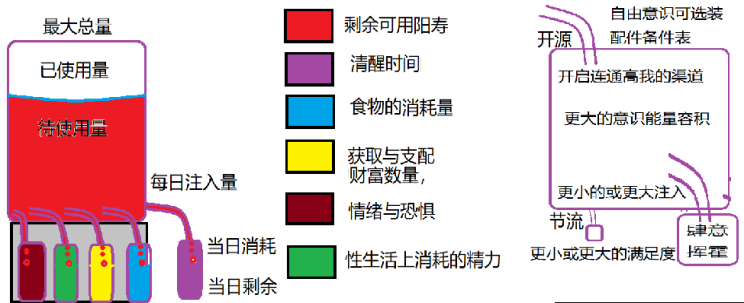 最大总量
已使用量
待使用量
每日注入量
当日消耗
当日剩余
剩余可用阳寿
清醒时间
食物的消耗量
获取与支配
财富数量，
情绪与恐惧
性生活上消耗的精力
自由意识可选装
配件备件表
开源
开启连通高我的渠道
更大的意识能量容积
更小的或更大注入
节流
更小或更大的满足度
肆意
挥霍